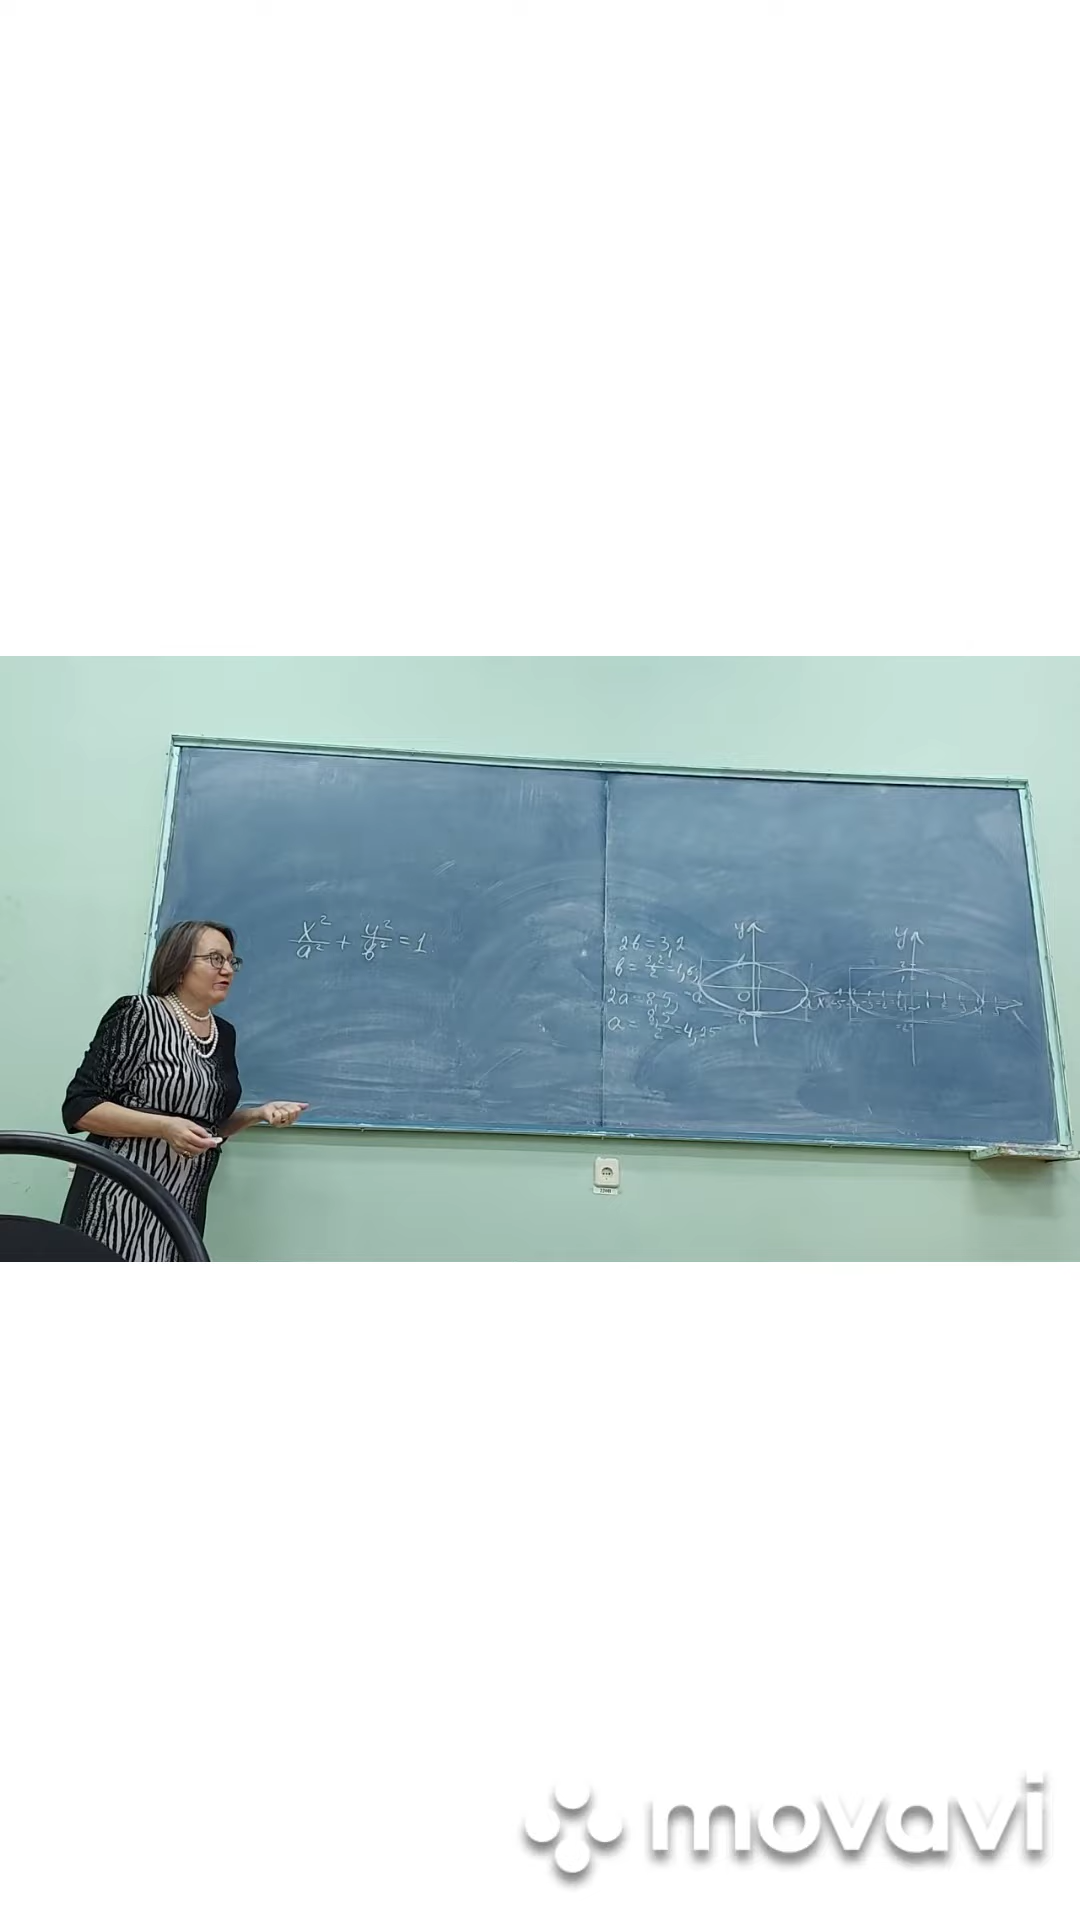 x²/a² + y²/b² = 1.
2b = 3,2
b = 3,2/2 = 1,6,
2a = 8,5,
a = 8,5/2 = 4,25
y
-a
0
a
x
b
y
x
movavi